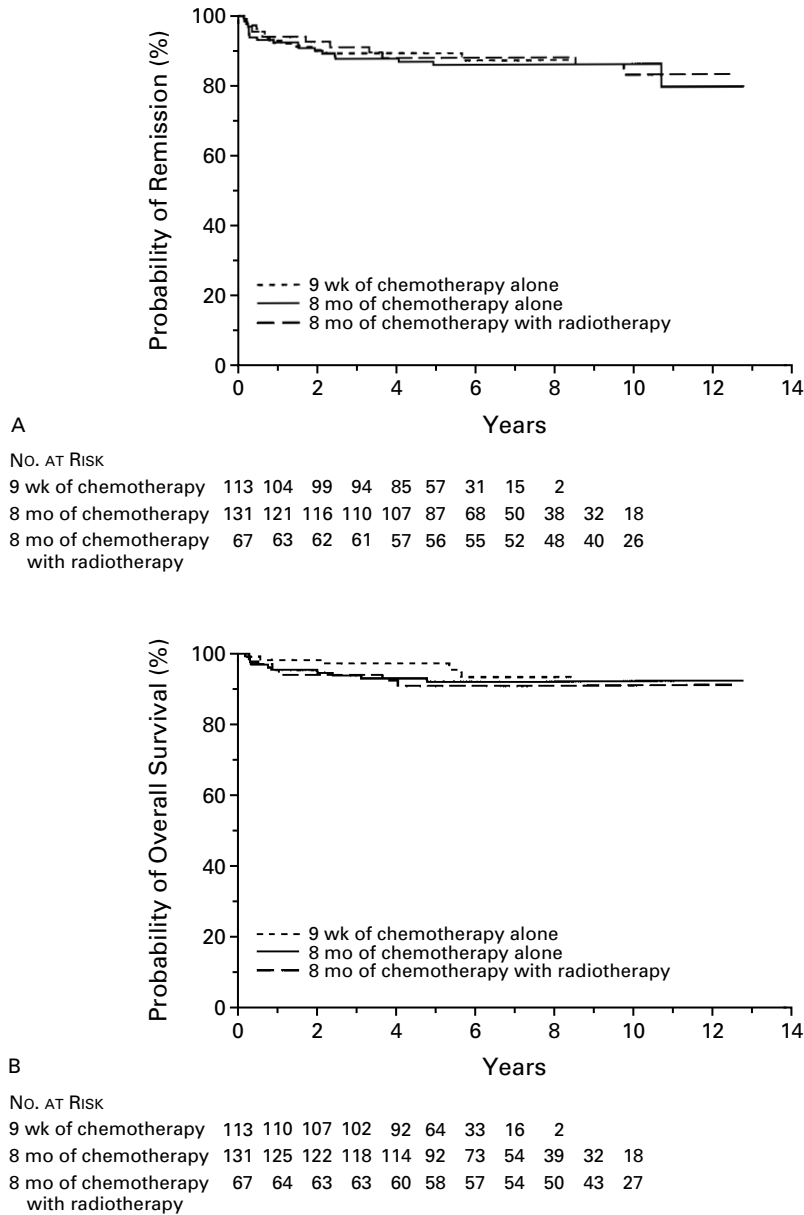 100
80
60
40
20
0
Probability of Remission (%)
9 wk of chemotherapy alone
8 mo of chemotherapy alone
8 mo of chemotherapy with radiotherapy
0 2 4 6 8 10 12 14
Years
A
No. at Risk
9 wk of chemotherapy 113 104 99 94 85 57 31 15 2
8 mo of chemotherapy 131 121 116 110 107 87 68 50 38 32 18
8 mo of chemotherapy 67 63 62 61 57 56 55 52 48 40 26
with radiotherapy
100
80
60
40
20
0
Probability of Overall Survival (%)
9 wk of chemotherapy alone
8 mo of chemotherapy alone
8 mo of chemotherapy with radiotherapy
0 2 4 6 8 10 12 14
Years
B
No. at Risk
9 wk of chemotherapy 113 110 107 102 92 64 33 16 2
8 mo of chemotherapy 131 125 122 118 114 92 73 54 39 32 18
8 mo of chemotherapy 67 64 63 63 60 58 57 54 50 43 27
with radiotherapy